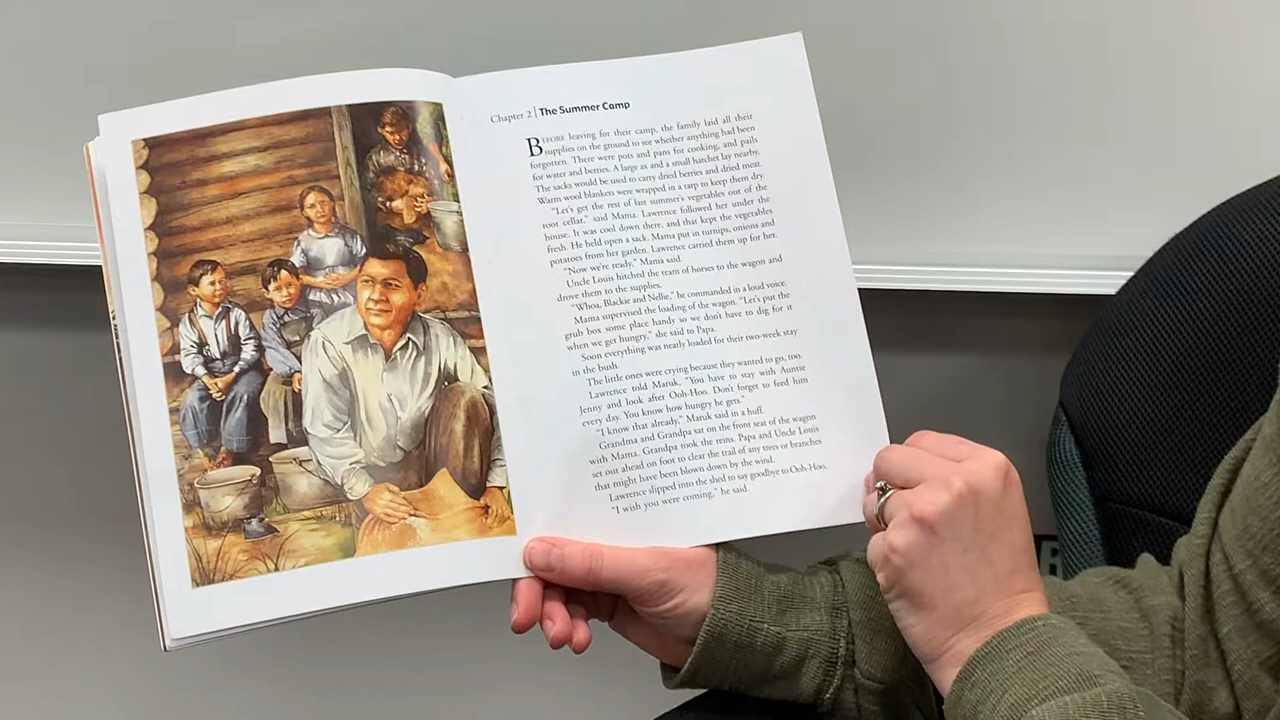 Chapter 2 | The Summer Camp
BEFORE leaving for their camp, the family laid all their
supplies on the ground to see whether anything had been
forgotten. There were pots and pans for cooking, and pails
for water and berries. A large ax and a small hatchet lay nearby.
The sacks would be used to carry dried berries and dried meat.
Warm wool blankets were wrapped in a tarp to keep them dry.
"Let's get the rest of last summer's vegetables out of the
root cellar," said Mama. Lawrence followed her under the
house. It was cool down there, and that kept the vegetables
fresh. He held open a sack. Mama put in turnips, onions and
potatoes from her garden. Lawrence carried them up for her.
"Now we're ready," Mama said.
Uncle Louis hitched the team of horses to the wagon and
drove them to the supplies.
"Whoa, Blackie and Nellie," he commanded in a loud voice.
Mama supervised the loading of the wagon. "Let's put the
grub box some place handy so we don't have to dig for it
when we get hungry," she said to Papa.
Soon everything was neatly loaded for their two-week stay
in the bush.
The little ones were crying because they wanted to go, too.
Lawrence told Maruk, "You have to stay with Auntie
Jenny and look after Ooh-Hoo. Don't forget to feed him
every day. You know how hungry he gets."
"I know that already," Maruk said in a huff.
Grandma and Grandpa sat on the front seat of the wagon
with Mama. Grandpa took the reins. Papa and Uncle Louis
set out ahead on foot to clear the trail of any trees or branches
that might have been blown down by the wind.
Lawrence slipped into the shed to say goodbye to Ooh-Hoo.
"I wish you were coming," he said.